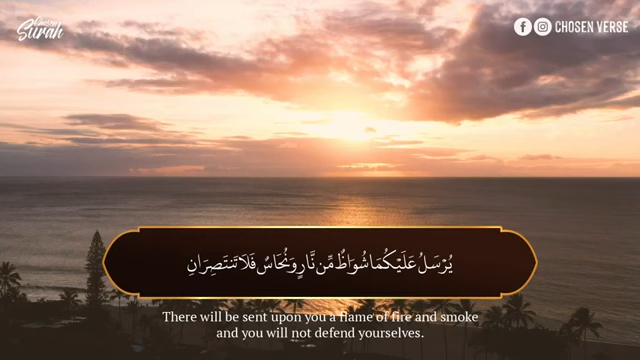 Chosen
Surah
CHOSEN VERSE
يُرْسَلُ عَلَيْكُمَا شُوَاظٌ مِّن نَّارٍ وَنُحَاسٌ فَلَا تَنتَصِرَانِ
There will be sent upon you a flame of fire and smoke
and you will not defend yourselves.